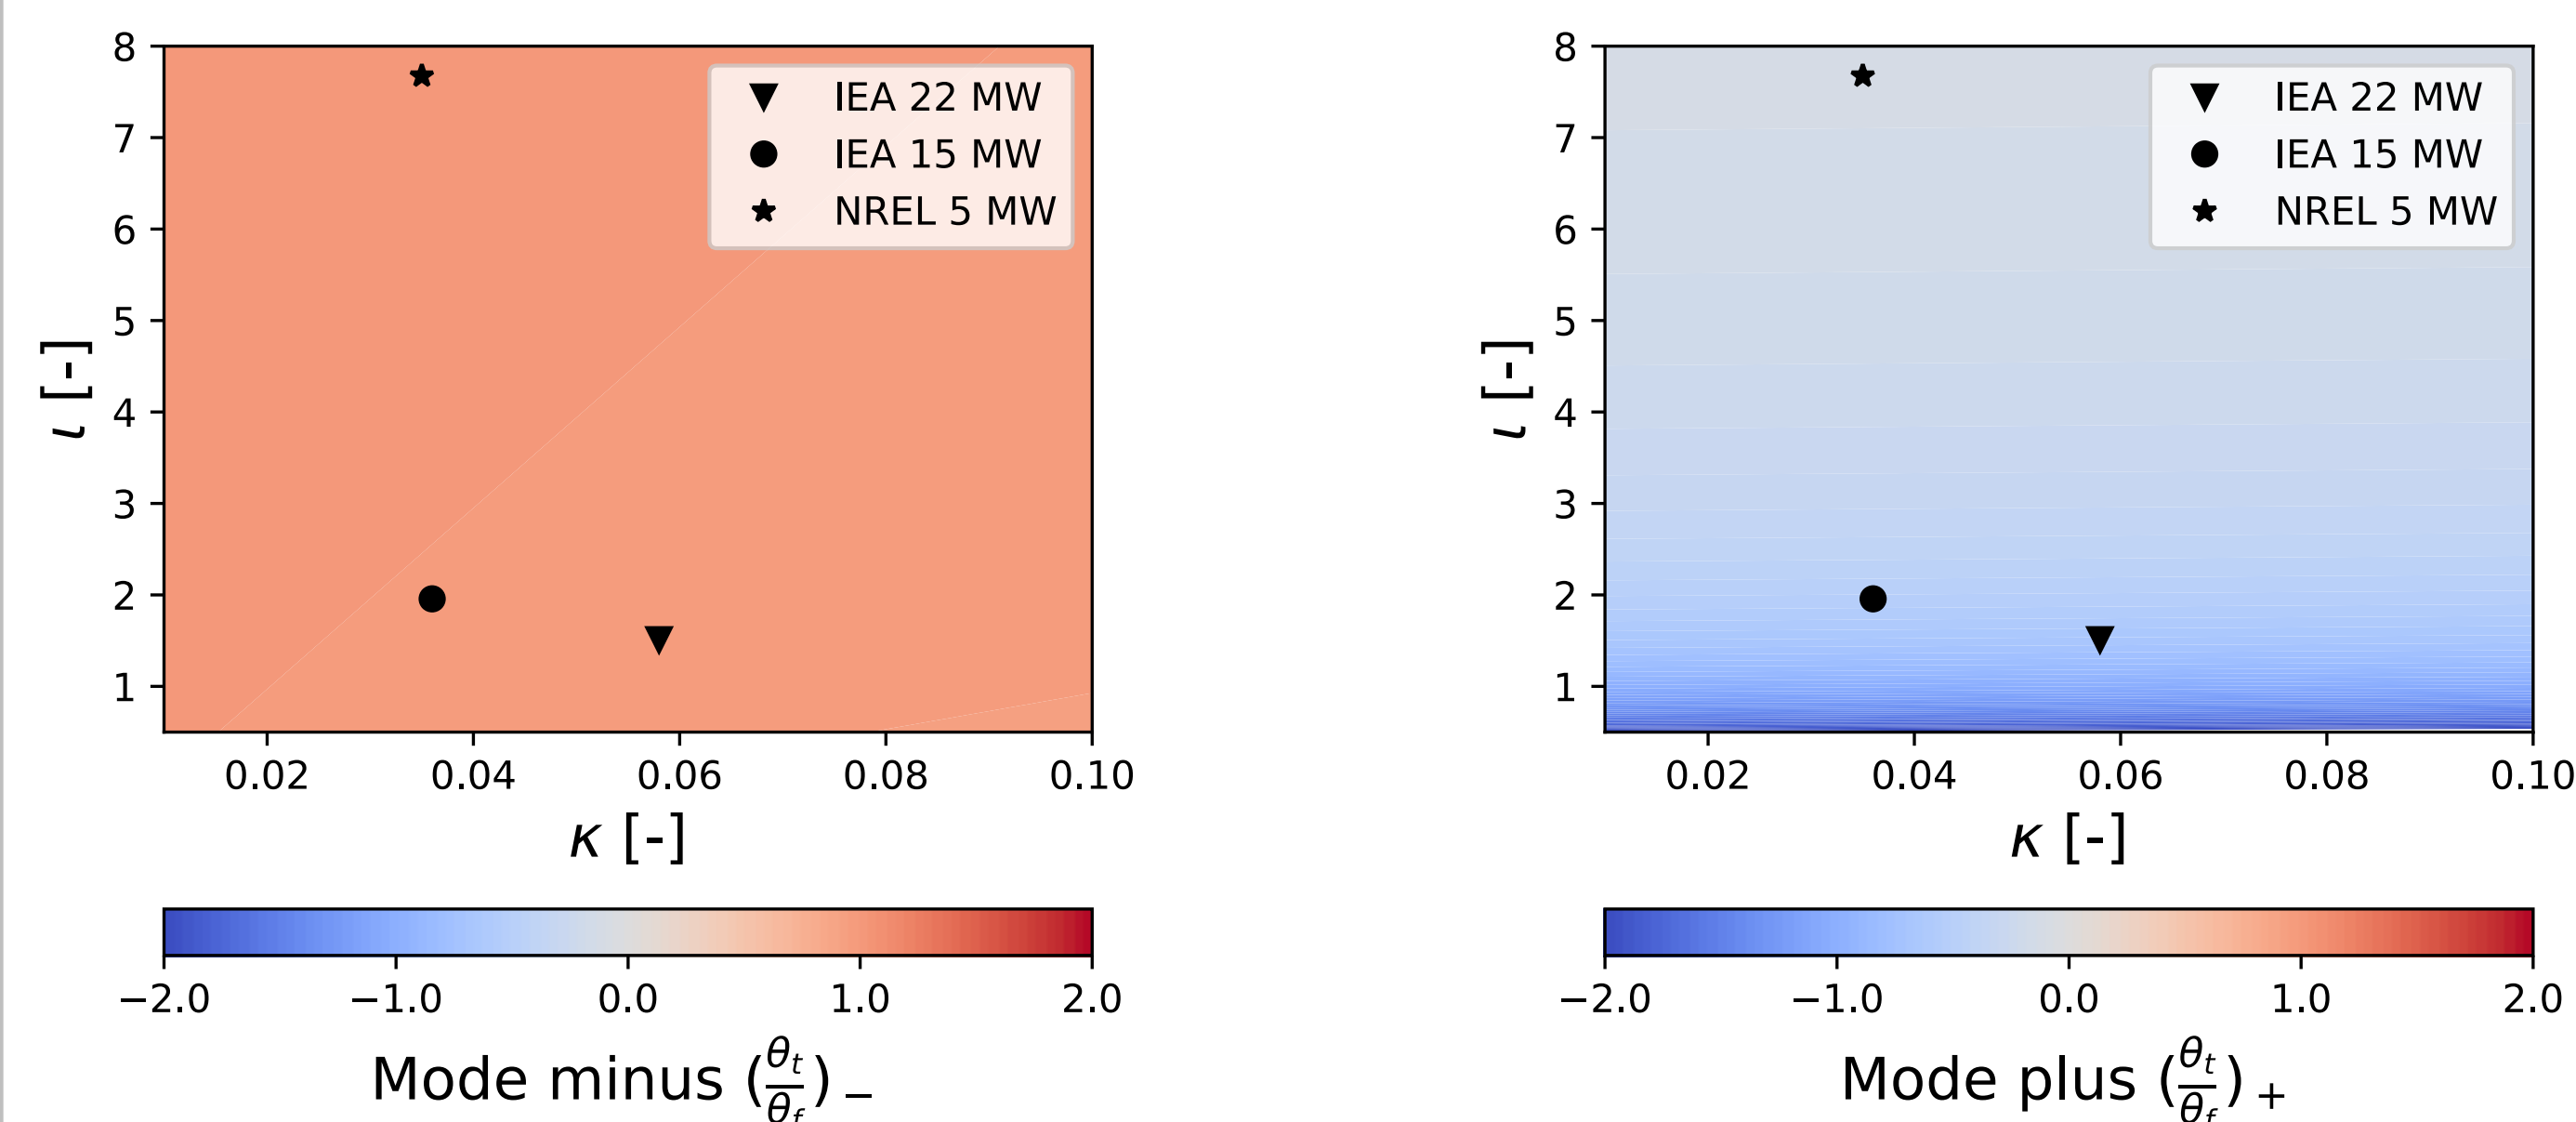 8
7
6
5
4
3
2
1
ι [-]
IEA 22 MW
IEA 15 MW
NREL 5 MW
0.02 0.04 0.06 0.08 0.10
κ [-]
−2.0 −1.0 0.0 1.0 2.0
Mode minus (θt/θf)−
8
7
6
5
4
3
2
1
ι [-]
IEA 22 MW
IEA 15 MW
NREL 5 MW
0.02 0.04 0.06 0.08 0.10
κ [-]
−2.0 −1.0 0.0 1.0 2.0
Mode plus (θt/θf)+